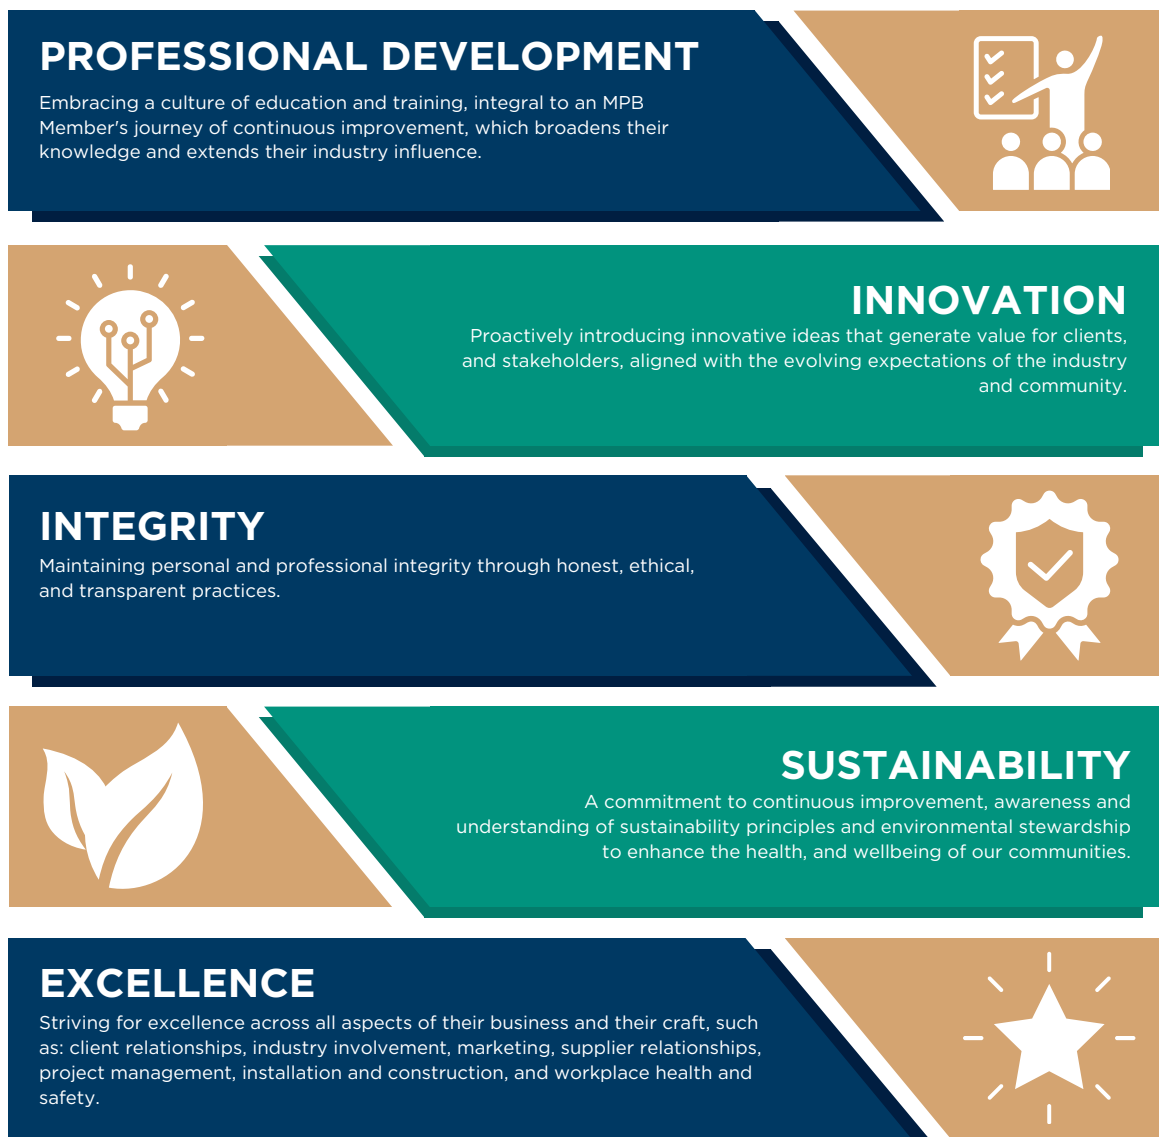 PROFESSIONAL DEVELOPMENT
Embracing a culture of education and training, integral to an MPB
Member's journey of continuous improvement, which broadens their
knowledge and extends their industry influence.
INNOVATION
Proactively introducing innovative ideas that generate value for clients,
and stakeholders, aligned with the evolving expectations of the industry
and community.
INTEGRITY
Maintaining personal and professional integrity through honest, ethical,
and transparent practices.
SUSTAINABILITY
A commitment to continuous improvement, awareness and
understanding of sustainability principles and environmental stewardship
to enhance the health, and wellbeing of our communities.
EXCELLENCE
Striving for excellence across all aspects of their business and their craft, such
as: client relationships, industry involvement, marketing, supplier relationships,
project management, installation and construction, and workplace health and
safety.